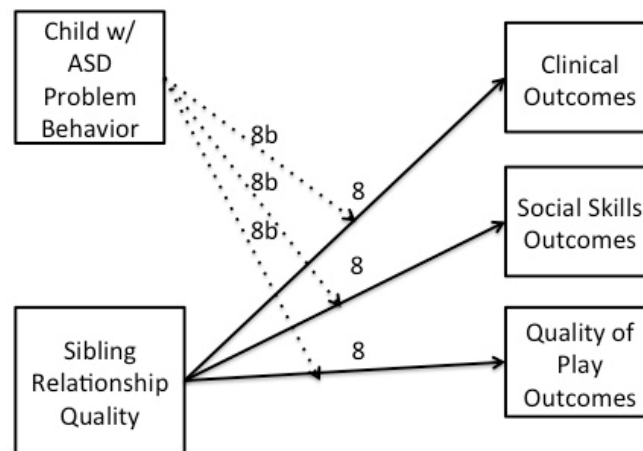 Child w/
ASD
Problem
Behavior
Clinical
Outcomes
8b
8
8b
8b
8
Social Skills
Outcomes
Sibling
Relationship
Quality
8
Quality of
Play
Outcomes